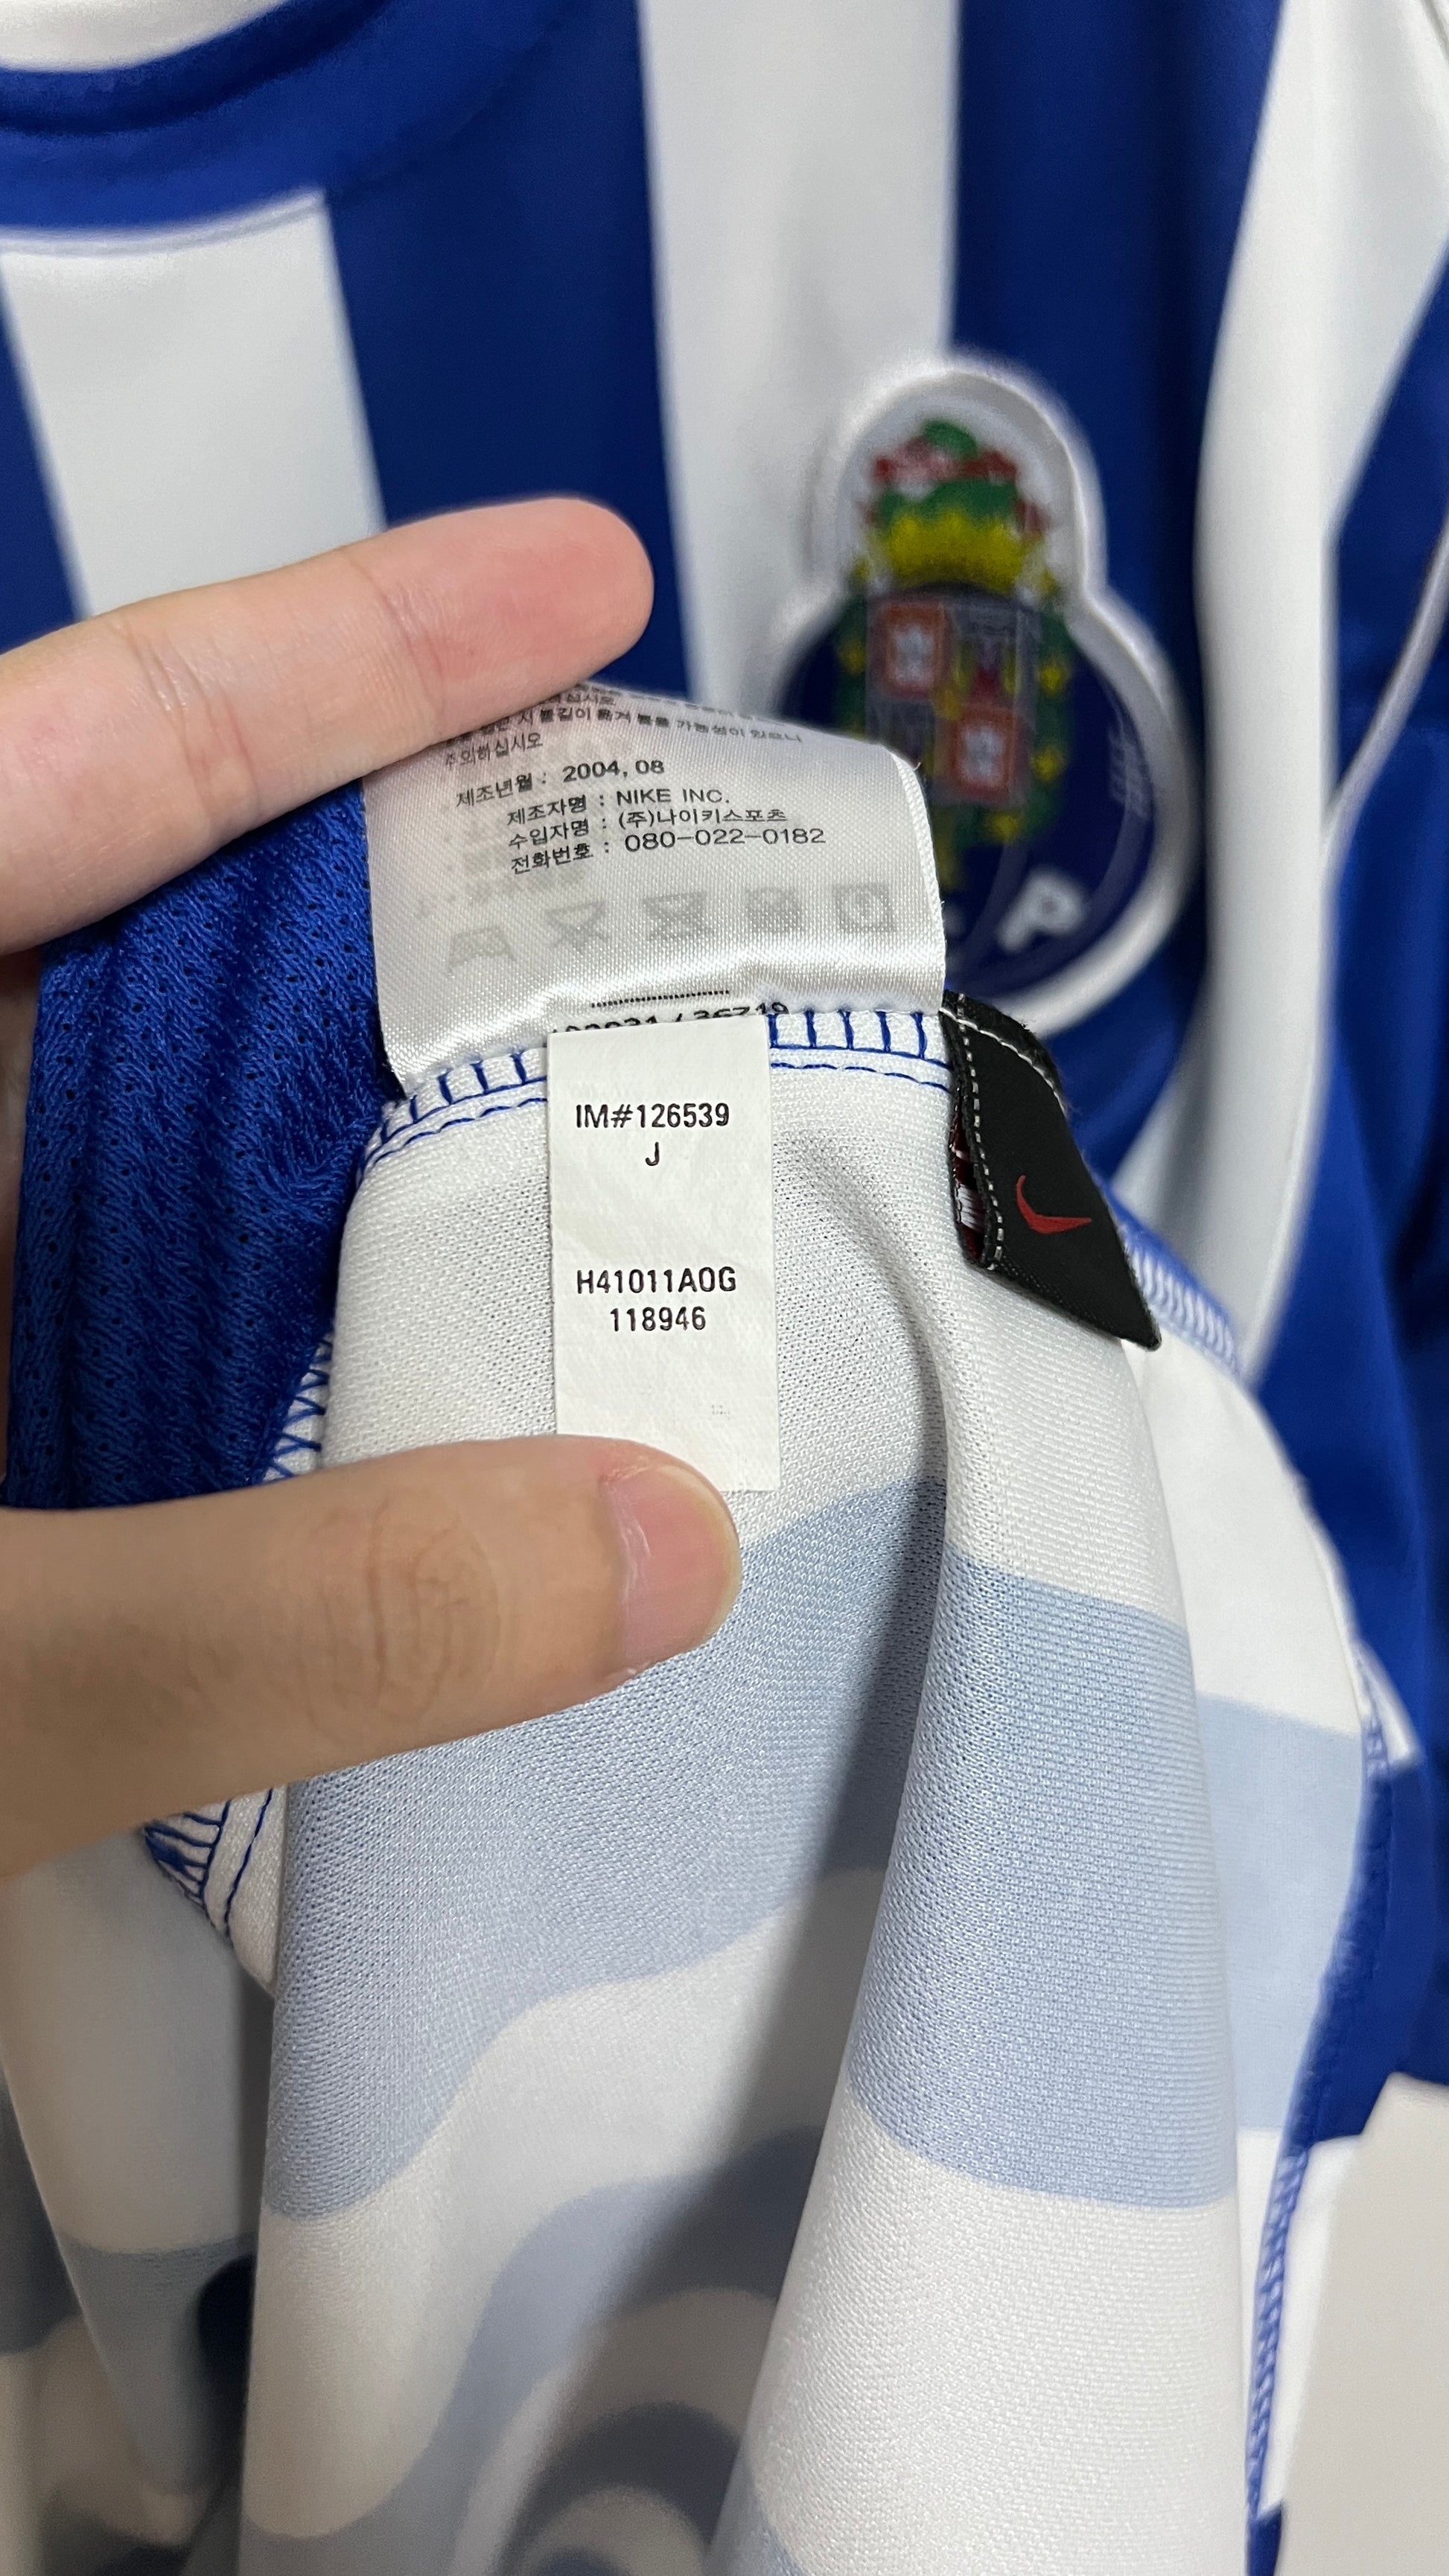 주의하십시오
제조년월 : 2004, 08
제조자명 : NIKE INC.
수입자명 : (주)나이키스포츠
전화번호 : 080-022-0182
IM#126539
J
H41011AOG
118946
P